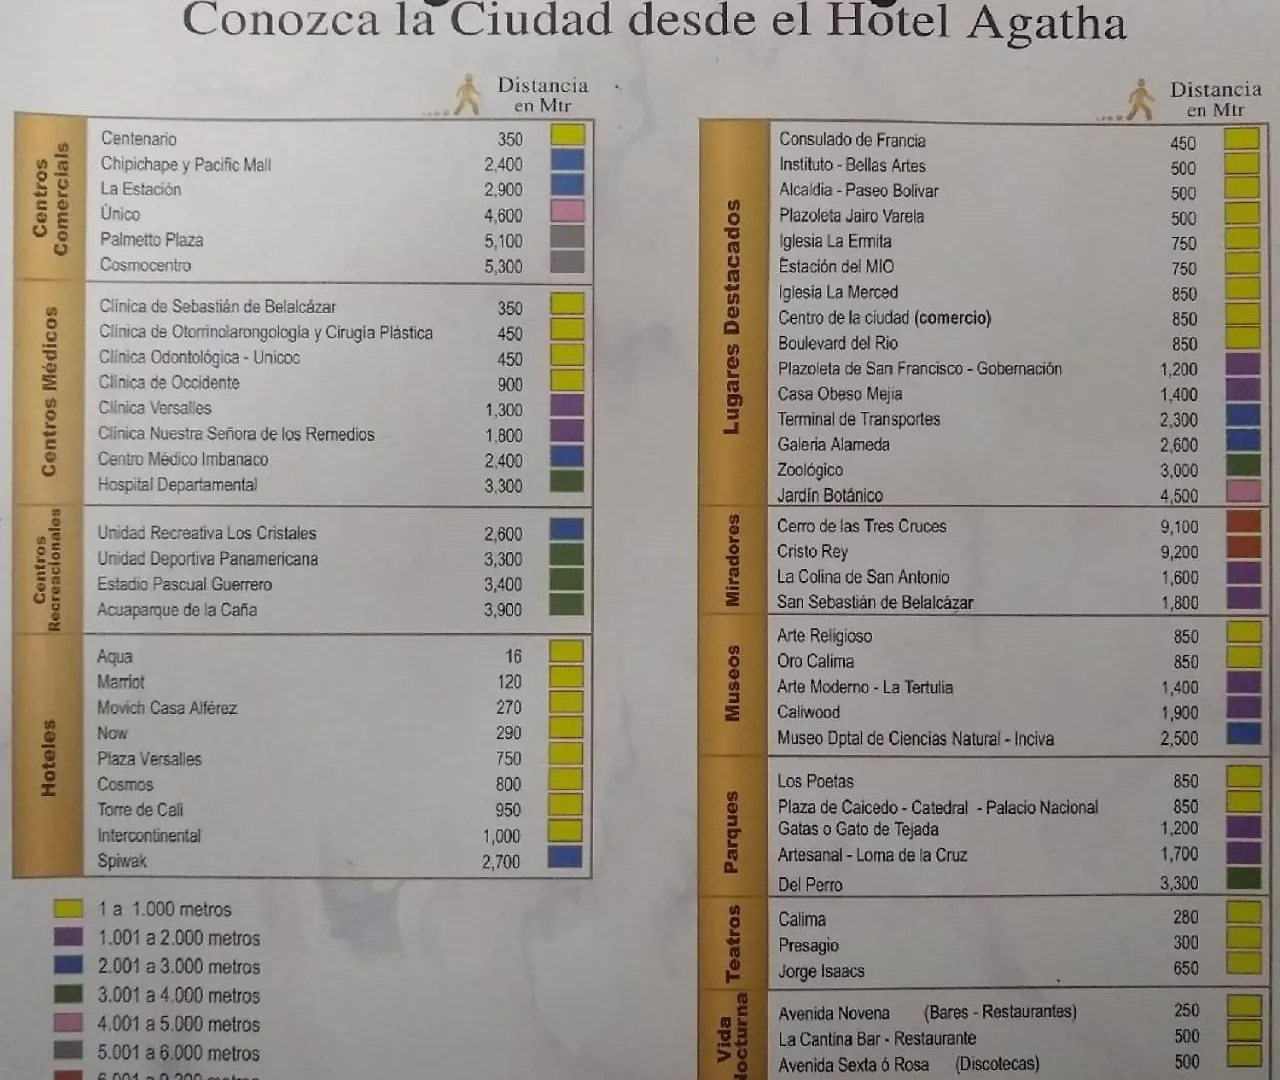 Conozca la Ciudad desde el Hotel Agatha
Distancia
en Mtr
Centros
Comercials
Centenario 350
Chipichape y Pacific Mall 2,400
La Estación 2,900
Único 4,600
Palmetto Plaza 5,100
Cosmocentro 5,300
Centros Médicos
Clínica de Sebastián de Belalcázar 350
Clínica de Otorrinolarongología y Cirugía Plástica 450
Clínica Odontológica - Unicoc 450
Clínica de Occidente 900
Clínica Versalles 1,300
Clínica Nuestra Señora de los Remedios 1,800
Centro Médico Imbanaco 2,400
Hospital Departamental 3,300
Centros
Recreacionales
Unidad Recreativa Los Cristales 2,600
Unidad Deportiva Panamericana 3,300
Estadio Pascual Guerrero 3,400
Acuaparque de la Caña 3,900
Hoteles
Aqua 16
Marriot 120
Movich Casa Alférez 270
Now 290
Plaza Versalles 750
Cosmos 800
Torre de Cali 950
Intercontinental 1,000
Spiwak 2,700
1 a 1.000 metros
1.001 a 2.000 metros
2.001 a 3.000 metros
3.001 a 4.000 metros
4.001 a 5.000 metros
5.001 a 6.000 metros
6.001 a 9.200 metros
Distancia
en Mtr
Lugares Destacados
Consulado de Francia 450
Instituto - Bellas Artes 500
Alcaldia - Paseo Bolivar 500
Plazoleta Jairo Varela 500
Iglesia La Ermita 750
Estación del MIO 750
Iglesia La Merced 850
Centro de la ciudad (comercio) 850
Boulevard del Rio 850
Plazoleta de San Francisco - Gobernación 1,200
Casa Obeso Mejía 1,400
Terminal de Transportes 2,300
Galeria Alameda 2,600
Zoológico 3,000
Jardín Botánico 4,500
Miradores
Cerro de las Tres Cruces 9,100
Cristo Rey 9,200
La Colina de San Antonio 1,600
San Sebastián de Belalcázar 1,800
Museos
Arte Religioso 850
Oro Calima 850
Arte Moderno - La Tertulia 1,400
Caliwood 1,900
Museo Dptal de Ciencias Natural - Inciva 2,500
Parques
Los Poetas 850
Plaza de Caicedo - Catedral - Palacio Nacional 850
Gatas o Gato de Tejada 1,200
Artesanal - Loma de la Cruz 1,700
Del Perro 3,300
Teatros
Calima 280
Presagio 300
Jorge Isaacs 650
Vida
Nocturna
Avenida Novena (Bares - Restaurantes) 250
La Cantina Bar - Restaurante 500
Avenida Sexta ó Rosa (Discotecas) 500